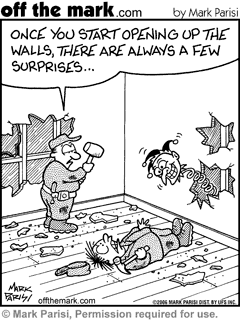 off the mark.com by Mark Parisi
ONCE YOU START OPENING UP THE
WALLS, THERE ARE ALWAYS A FEW
SURPRISES...
MARK
PARISI
offthemark.com
©2006 MARK PARISI DIST. BY UFS INC.
© Mark Parisi, Permission required for use.